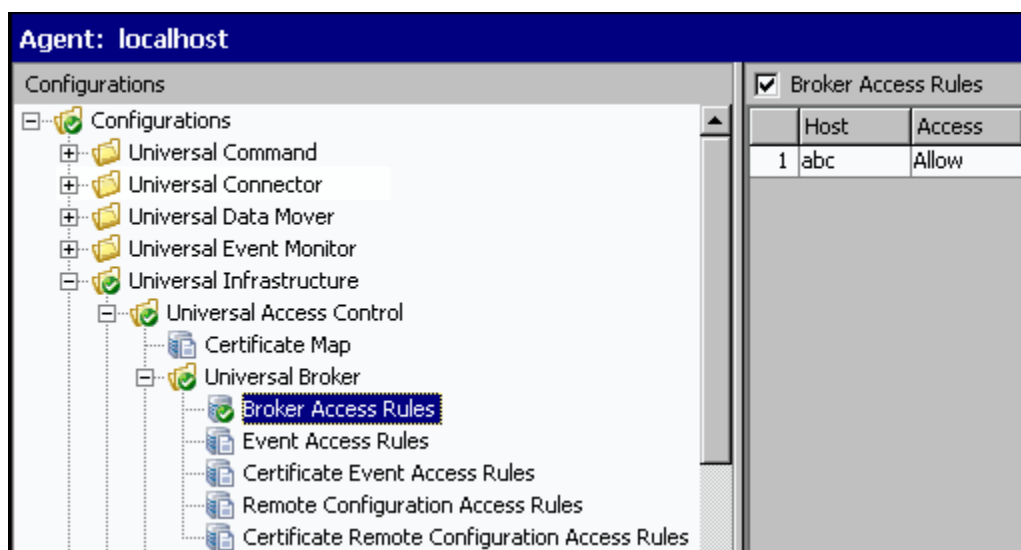 Agent: localhost
Configurations
Configurations
Universal Command
Universal Connector
Universal Data Mover
Universal Event Monitor
Universal Infrastructure
Universal Access Control
Certificate Map
Universal Broker
Broker Access Rules
Event Access Rules
Certificate Event Access Rules
Remote Configuration Access Rules
Certificate Remote Configuration Access Rules
Broker Access Rules
Host Access
1 abc Allow